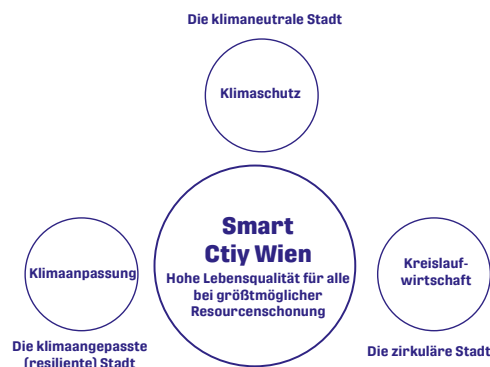 Die klimaneutrale Stadt
Klimaschutz
Smart
Ctiy Wien
Hohe Lebensqualität für alle
bei größtmöglicher
Resourcenschonung
Klimaanpassung
Die klimaangepasste
(resiliente) Stadt
Kreislauf-
wirtschaft
Die zirkuläre Stadt